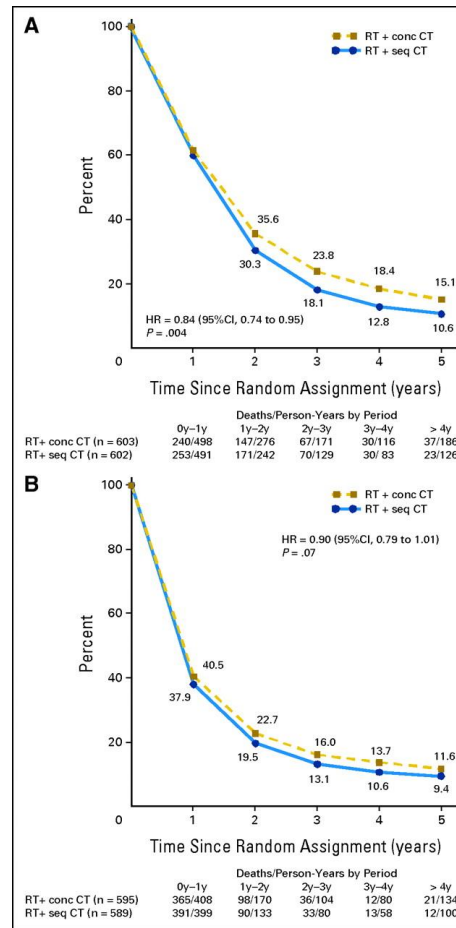 A
RT + conc CT
RT + seq CT
100
80
60
40
20
0
Percent
35.6
23.8
18.4
15.1
30.3
18.1
12.8
10.6
HR = 0.84 (95%CI, 0.74 to 0.95)
P = .004
1 2 3 4 5
Time Since Random Assignment (years)
Deaths/Person-Years by Period
0y–1y 1y–2y 2y–3y 3y–4y > 4y
RT+ conc CT (n = 603) 240/498 147/276 67/171 30/116 37/186
RT+ seq CT (n = 602) 253/491 171/242 70/129 30/ 83 23/126
B
RT + conc CT
RT + seq CT
HR = 0.90 (95%CI, 0.79 to 1.01)
P = .07
100
80
60
40
20
0
Percent
40.5
22.7
16.0
13.7
11.6
37.9
19.5
13.1
10.6
9.4
1 2 3 4 5
Time Since Random Assignment (years)
Deaths/Person-Years by Period
0y–1y 1y–2y 2y–3y 3y–4y > 4y
RT+ conc CT (n = 595) 365/408 98/170 36/104 12/80 21/134
RT+ seq CT (n = 589) 391/399 90/133 33/80 13/58 12/100